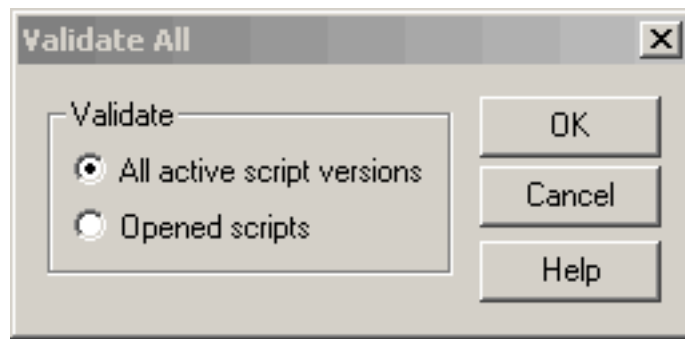 Validate All
Validate
All active script versions
Opened scripts
OK
Cancel
Help